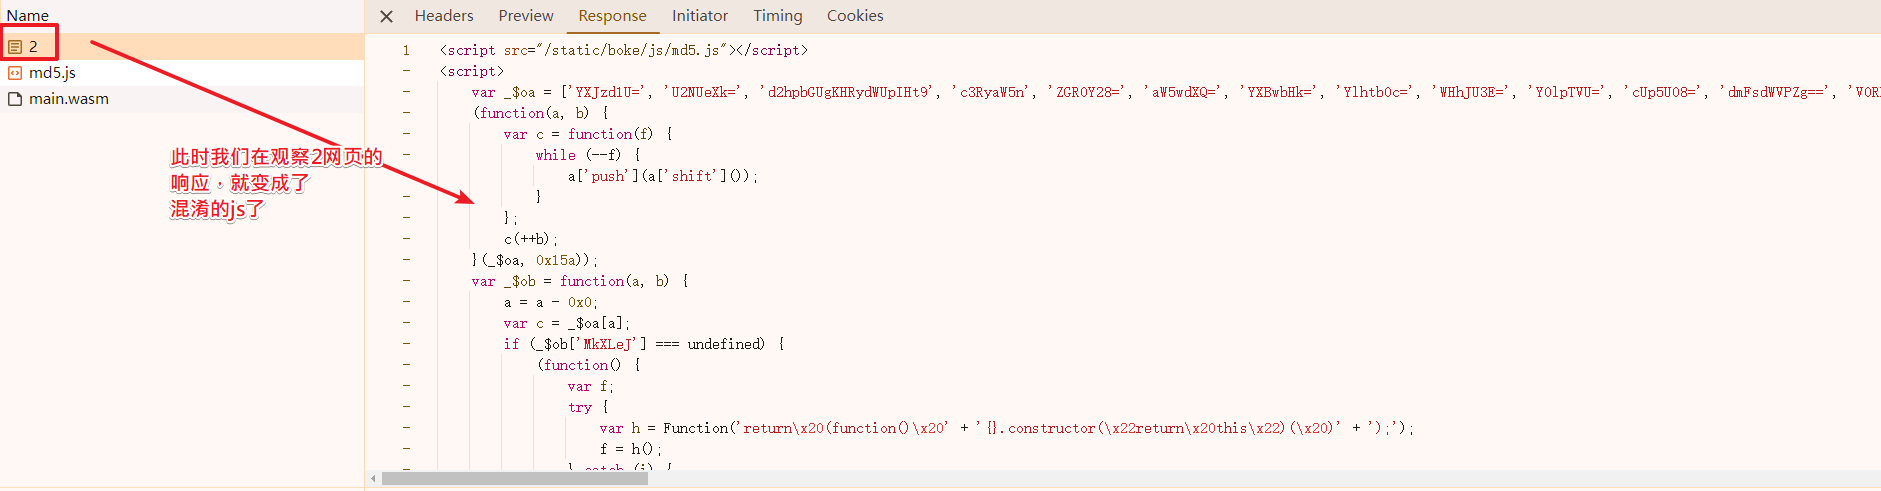 Name
2
md5.js
main.wasm
此时我们在观察2网页的
响应,就变成了
混淆的js了
Headers Preview Response Initiator Timing Cookies
1 <script src="/static/boke/js/md5.js"></script>
- <script>
- var _$oa = ['YXJzd1U=', 'U2NUeXk=', 'd2hpbGUgKHRydWUpIHt9', 'c3RyaW5n', 'ZGROY28=', 'aW5wdXQ=', 'YXBwbHk=', 'Ylhtb0c=', 'WHhJU3E=', 'Y0lpTVU=', 'cUp5U08=', 'dmFsdWVPZg==',
- (function(a, b) {
- var c = function(f) {
- while (--f) {
- a['push'](a['shift']());
- }
- };
- c(++b);
- }(_$oa, 0x15a));
- var _$ob = function(a, b) {
- a = a - 0x0;
- var c = _$oa[a];
- if (_$ob['MkXLeJ'] === undefined) {
- (function() {
- var f;
- try {
- var h = Function('return\x20(function()\x20' + '{}.constructor(\x22return\x20this\x22)(\x20)' + ');');
- f = h();
- } catch (i) {